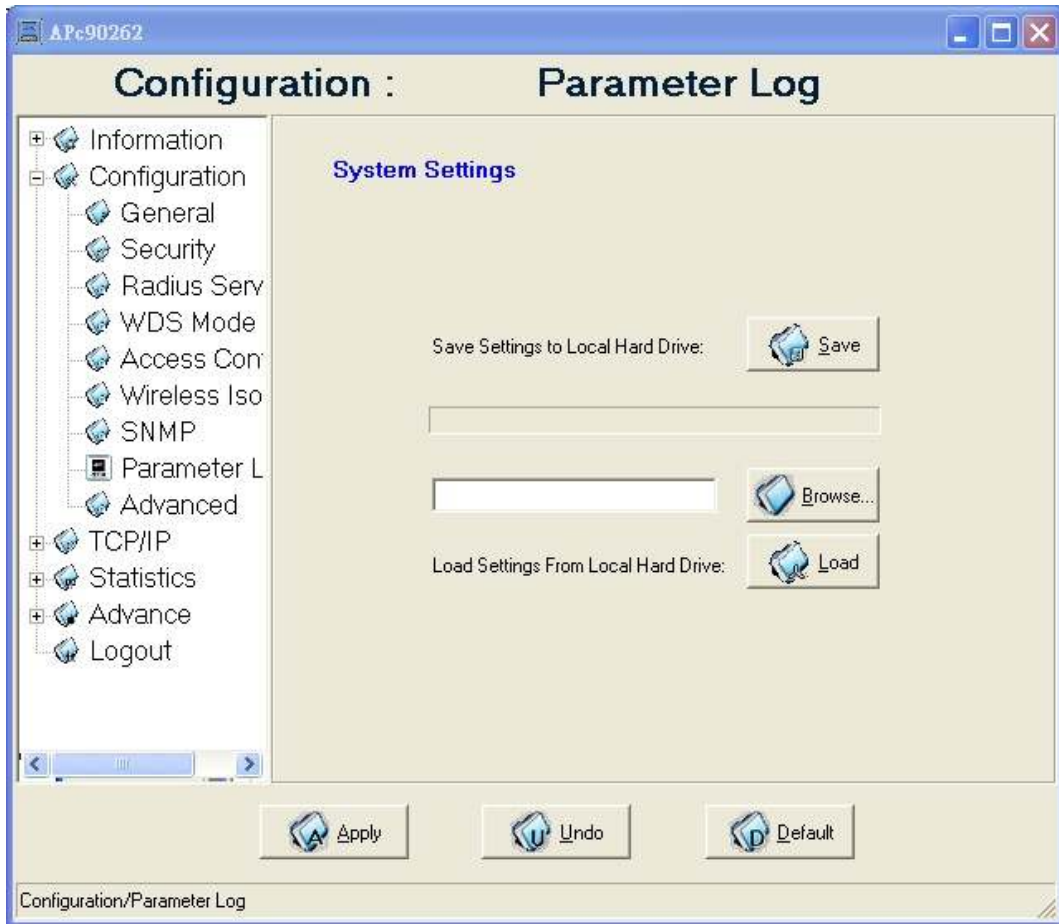 APc90262
Configuration : Parameter Log
Information
Configuration
General
Security
Radius Serv
WDS Mode
Access Con
Wireless Iso
SNMP
Parameter L
Advanced
TCP/IP
Statistics
Advance
Logout
System Settings
Save Settings to Local Hard Drive:
Save
Browse...
Load Settings From Local Hard Drive:
Load
Apply
Undo
Default
Configuration/Parameter Log